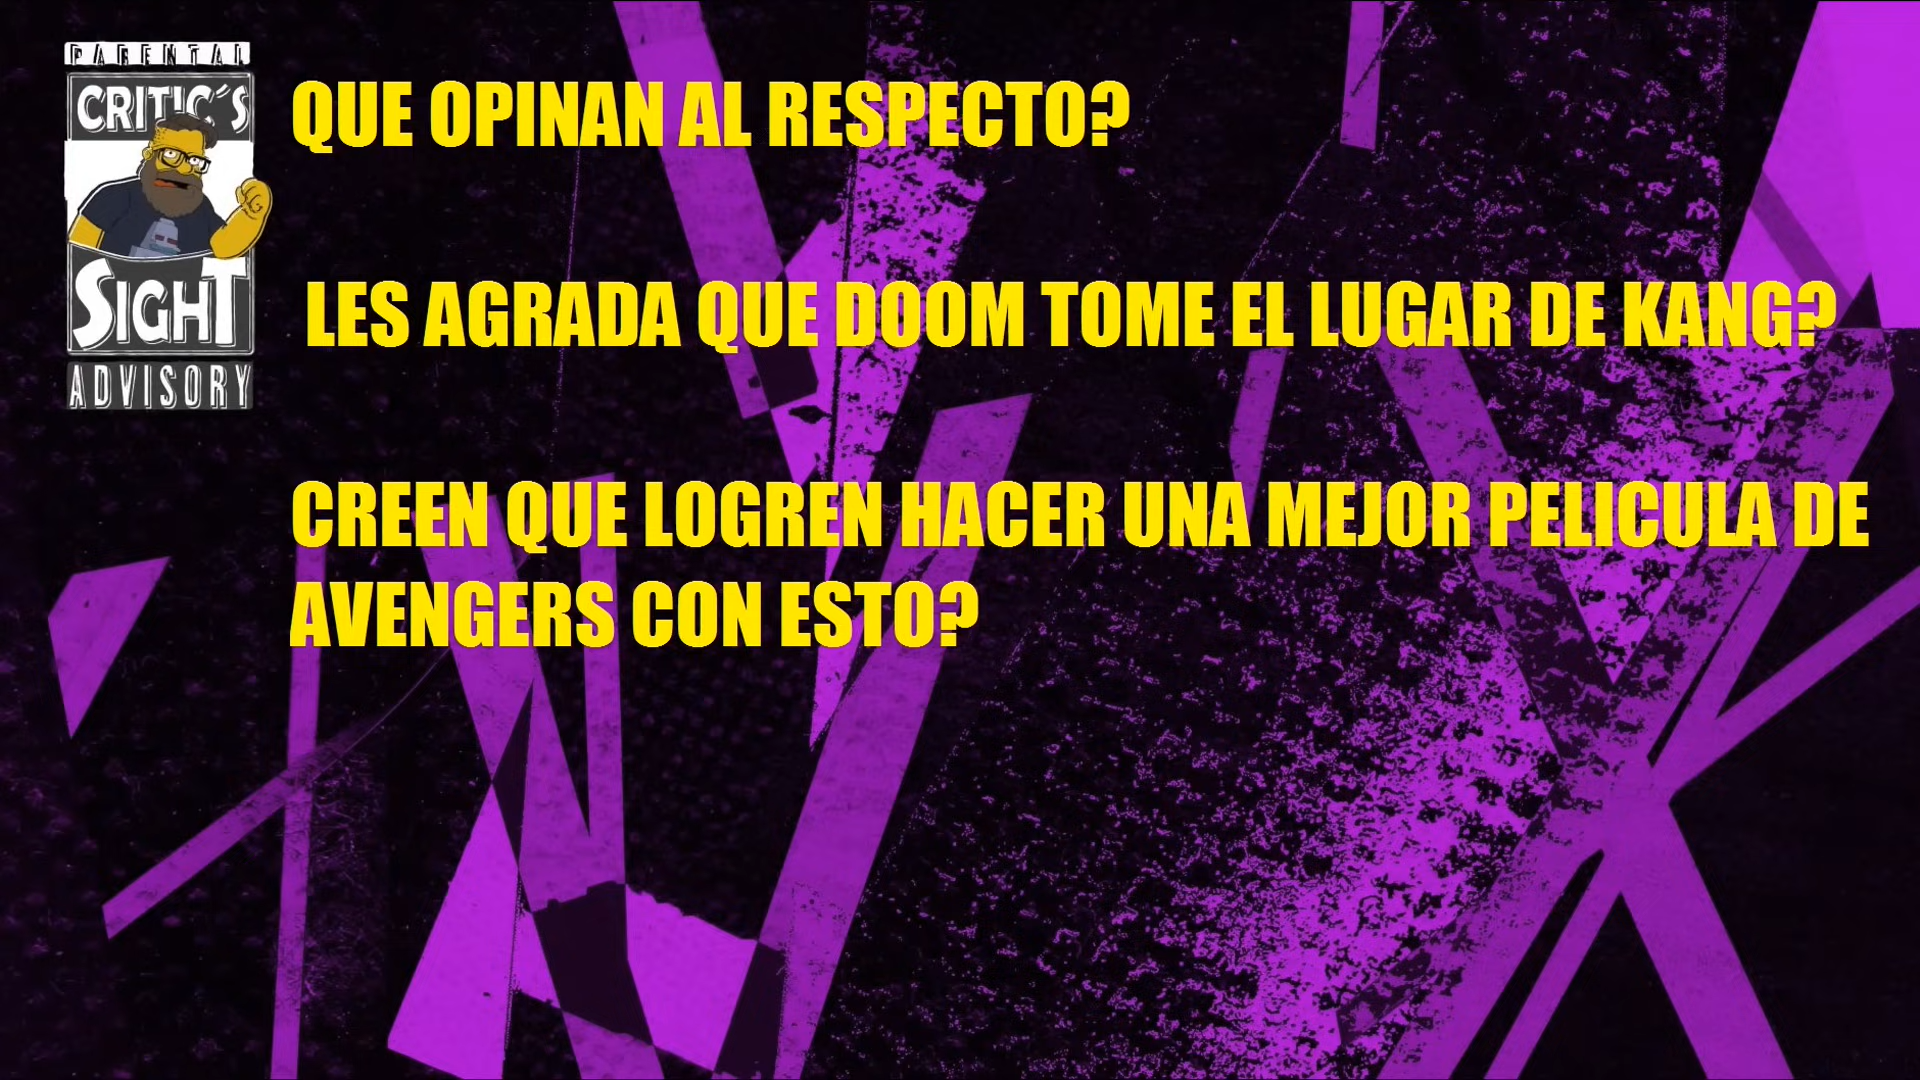 PARENTAL
CRITIC´S
SIGHT
ADVISORY
QUE OPINAN AL RESPECTO?
LES AGRADA QUE DOOM TOME EL LUGAR DE KANG?
CREEN QUE LOGREN HACER UNA MEJOR PELICULA DE
AVENGERS CON ESTO?